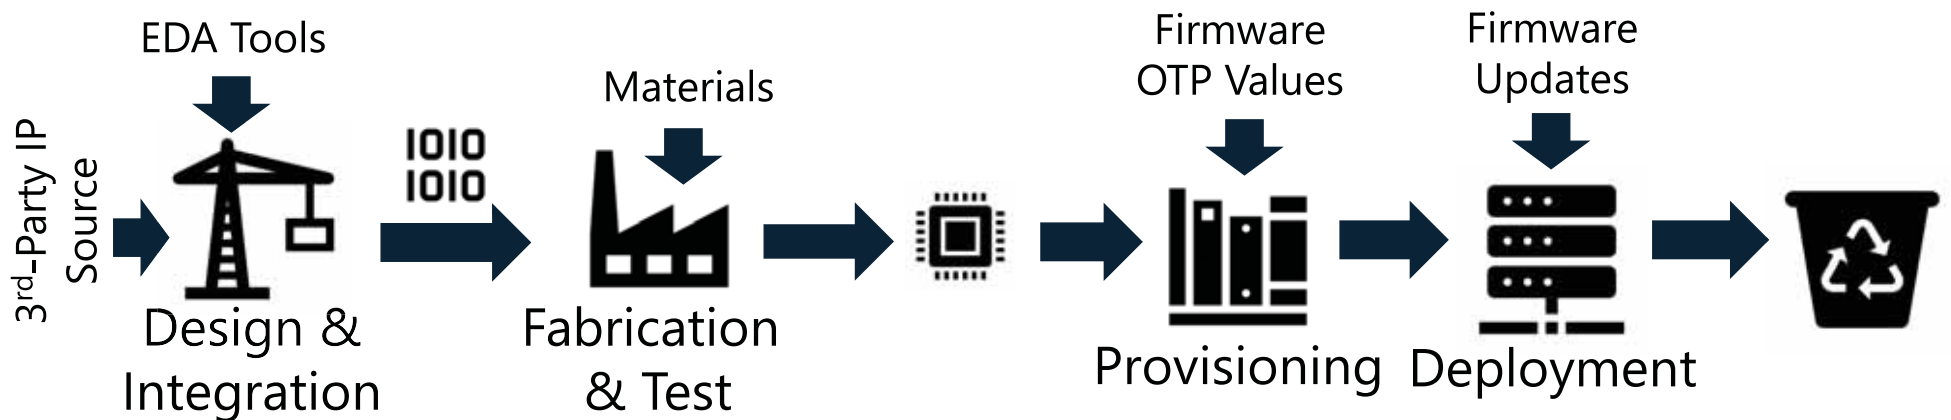 3rd-Party IP
Source
EDA Tools
Design &
Integration
1010
1010
Materials
Fabrication
& Test
Firmware
OTP Values
Provisioning
Firmware
Updates
Deployment